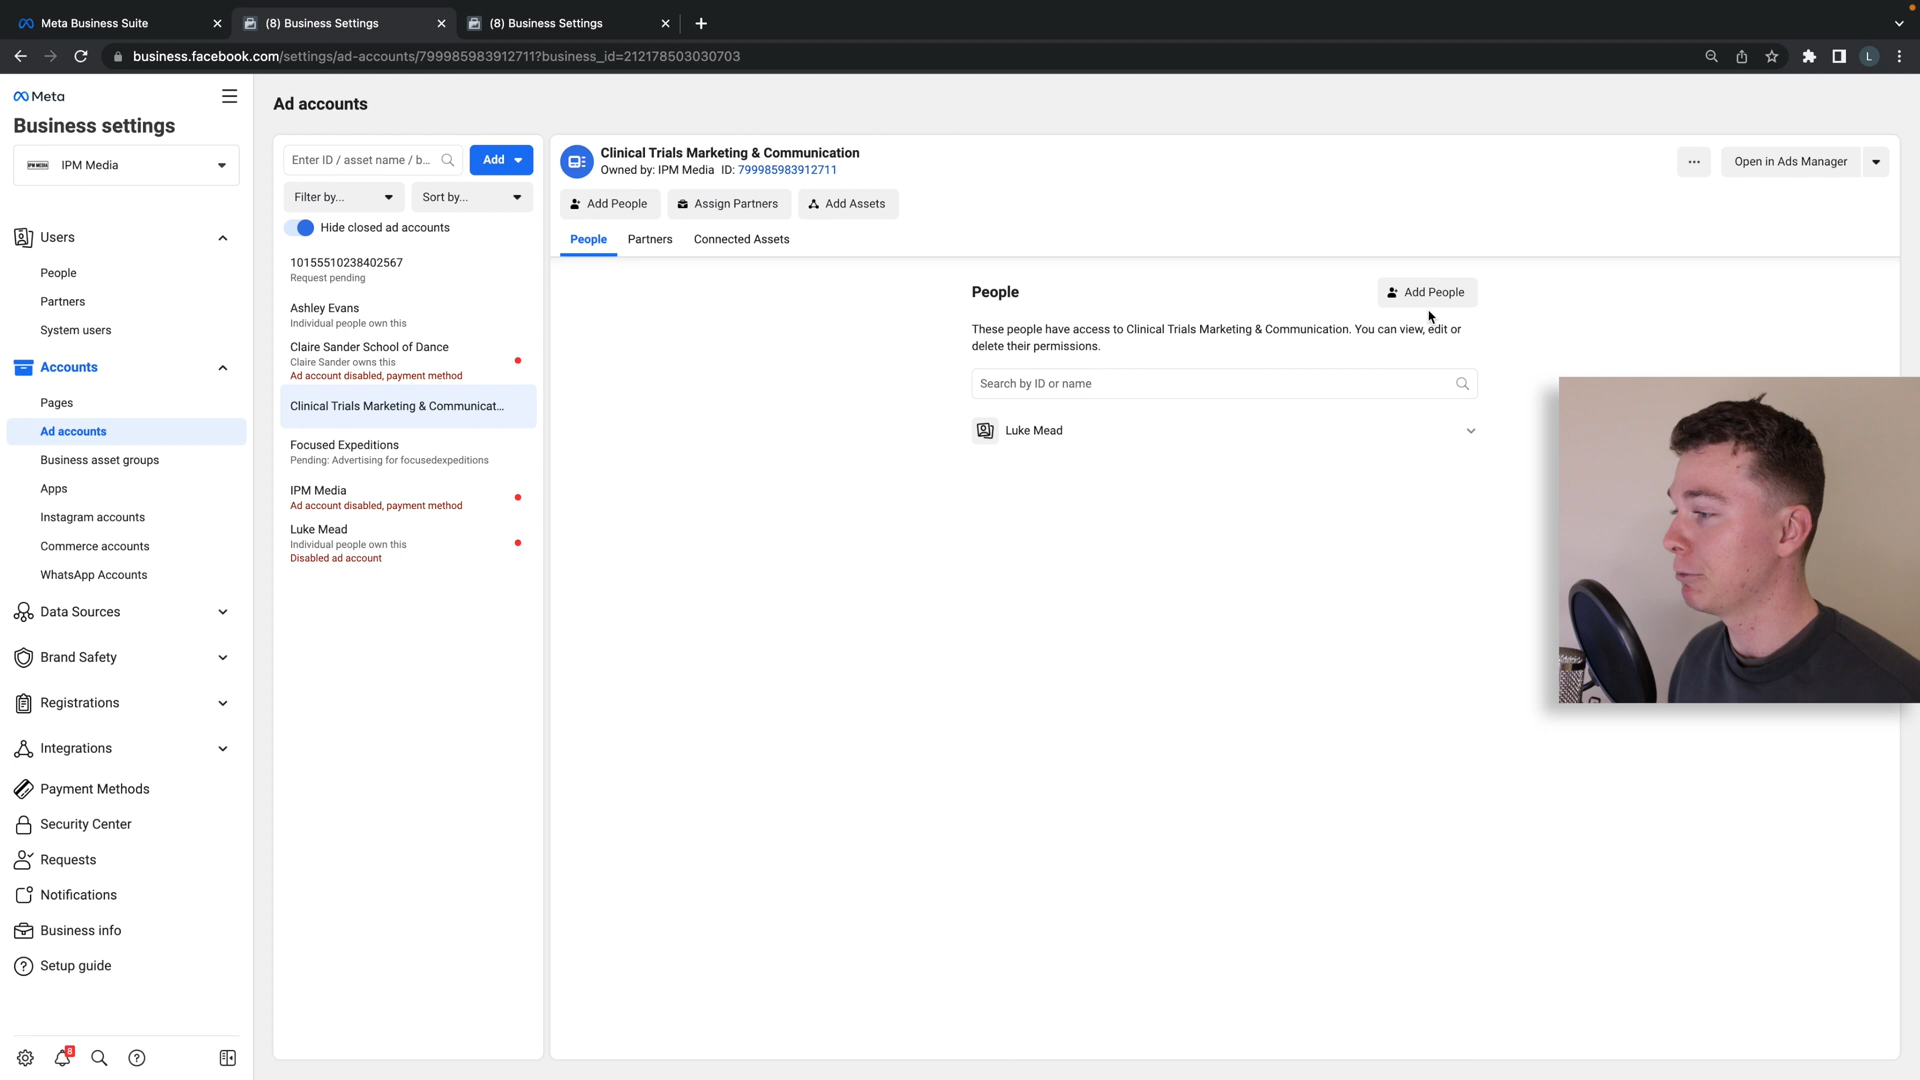 Meta Business Suite
(8) Business Settings
(8) Business Settings
business.facebook.com/settings/ad-accounts/799985983912711?business_id=212178503030703
L
Meta
Business settings
IPM MEDIA
IPM Media
Users
People
Partners
System users
Accounts
Pages
Ad accounts
Business asset groups
Apps
Instagram accounts
Commerce accounts
WhatsApp Accounts
Data Sources
Brand Safety
Registrations
Integrations
Payment Methods
Security Center
Requests
Notifications
Business info
Setup guide
8
Ad accounts
Enter ID / asset name / b...
Add
Filter by...
Sort by...
Hide closed ad accounts
10155510238402567
Request pending
Ashley Evans
Individual people own this
Claire Sander School of Dance
Claire Sander owns this
Ad account disabled, payment method
Clinical Trials Marketing & Communicat...
Focused Expeditions
Pending: Advertising for focusedexpeditions
IPM Media
Ad account disabled, payment method
Luke Mead
Individual people own this
Disabled ad account
Clinical Trials Marketing & Communication
Owned by: IPM Media ID: 799985983912711
Open in Ads Manager
Add People
Assign Partners
Add Assets
People
Partners
Connected Assets
People
Add People
These people have access to Clinical Trials Marketing & Communication. You can view, edit or
delete their permissions.
Search by ID or name
Luke Mead